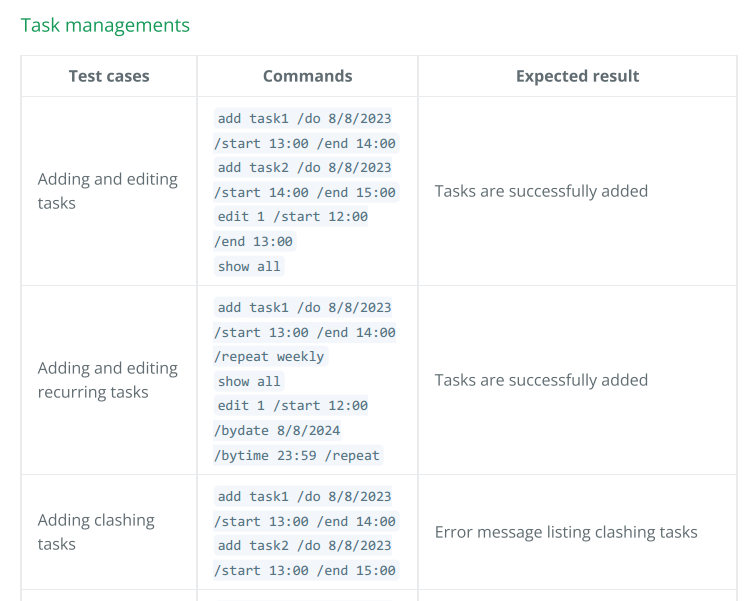 Task managements
Test cases
Commands
Expected result
Adding and editing
tasks
add task1 /do 8/8/2023
/start 13:00 /end 14:00
add task2 /do 8/8/2023
/start 14:00 /end 15:00
edit 1 /start 12:00
/end 13:00
show all
Tasks are successfully added
Adding and editing
recurring tasks
add task1 /do 8/8/2023
/start 13:00 /end 14:00
/repeat weekly
show all
edit 1 /start 12:00
/bydate 8/8/2024
/bytime 23:59 /repeat
Tasks are successfully added
Adding clashing
tasks
add task1 /do 8/8/2023
/start 13:00 /end 14:00
add task2 /do 8/8/2023
/start 13:00 /end 15:00
Error message listing clashing tasks